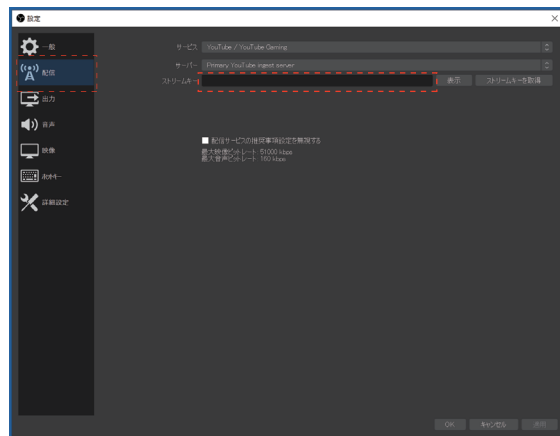 設定
一般
配信
出力
音声
映像
ホットキー
詳細設定
サービス YouTube / YouTube Gaming
サーバー Primary YouTube ingest server
ストリームキー 表示 ストリームキーを取得
配信サービスの推奨事項設定を無視する
最大映像ビットレート 51000 kbps
最大音声ビットレート 160 kbps
OK キャンセル 適用